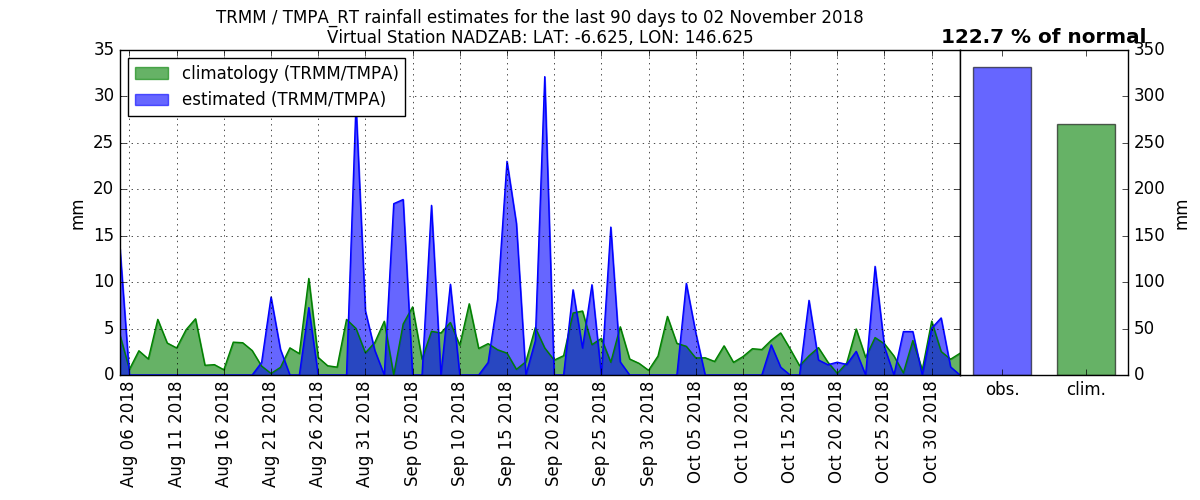 TRMM / TMPA_RT rainfall estimates for the last 90 days to 02 November 2018
Virtual Station NADZAB: LAT: -6.625, LON: 146.625
122.7 % of normal
climatology (TRMM/TMPA)
estimated (TRMM/TMPA)
mm
35
30
25
20
15
10
5
0
350
300
250
200
150
100
50
0
mm
Aug 06 2018
Aug 11 2018
Aug 16 2018
Aug 21 2018
Aug 26 2018
Aug 31 2018
Sep 05 2018
Sep 10 2018
Sep 15 2018
Sep 20 2018
Sep 25 2018
Sep 30 2018
Oct 05 2018
Oct 10 2018
Oct 15 2018
Oct 20 2018
Oct 25 2018
Oct 30 2018
obs.
clim.